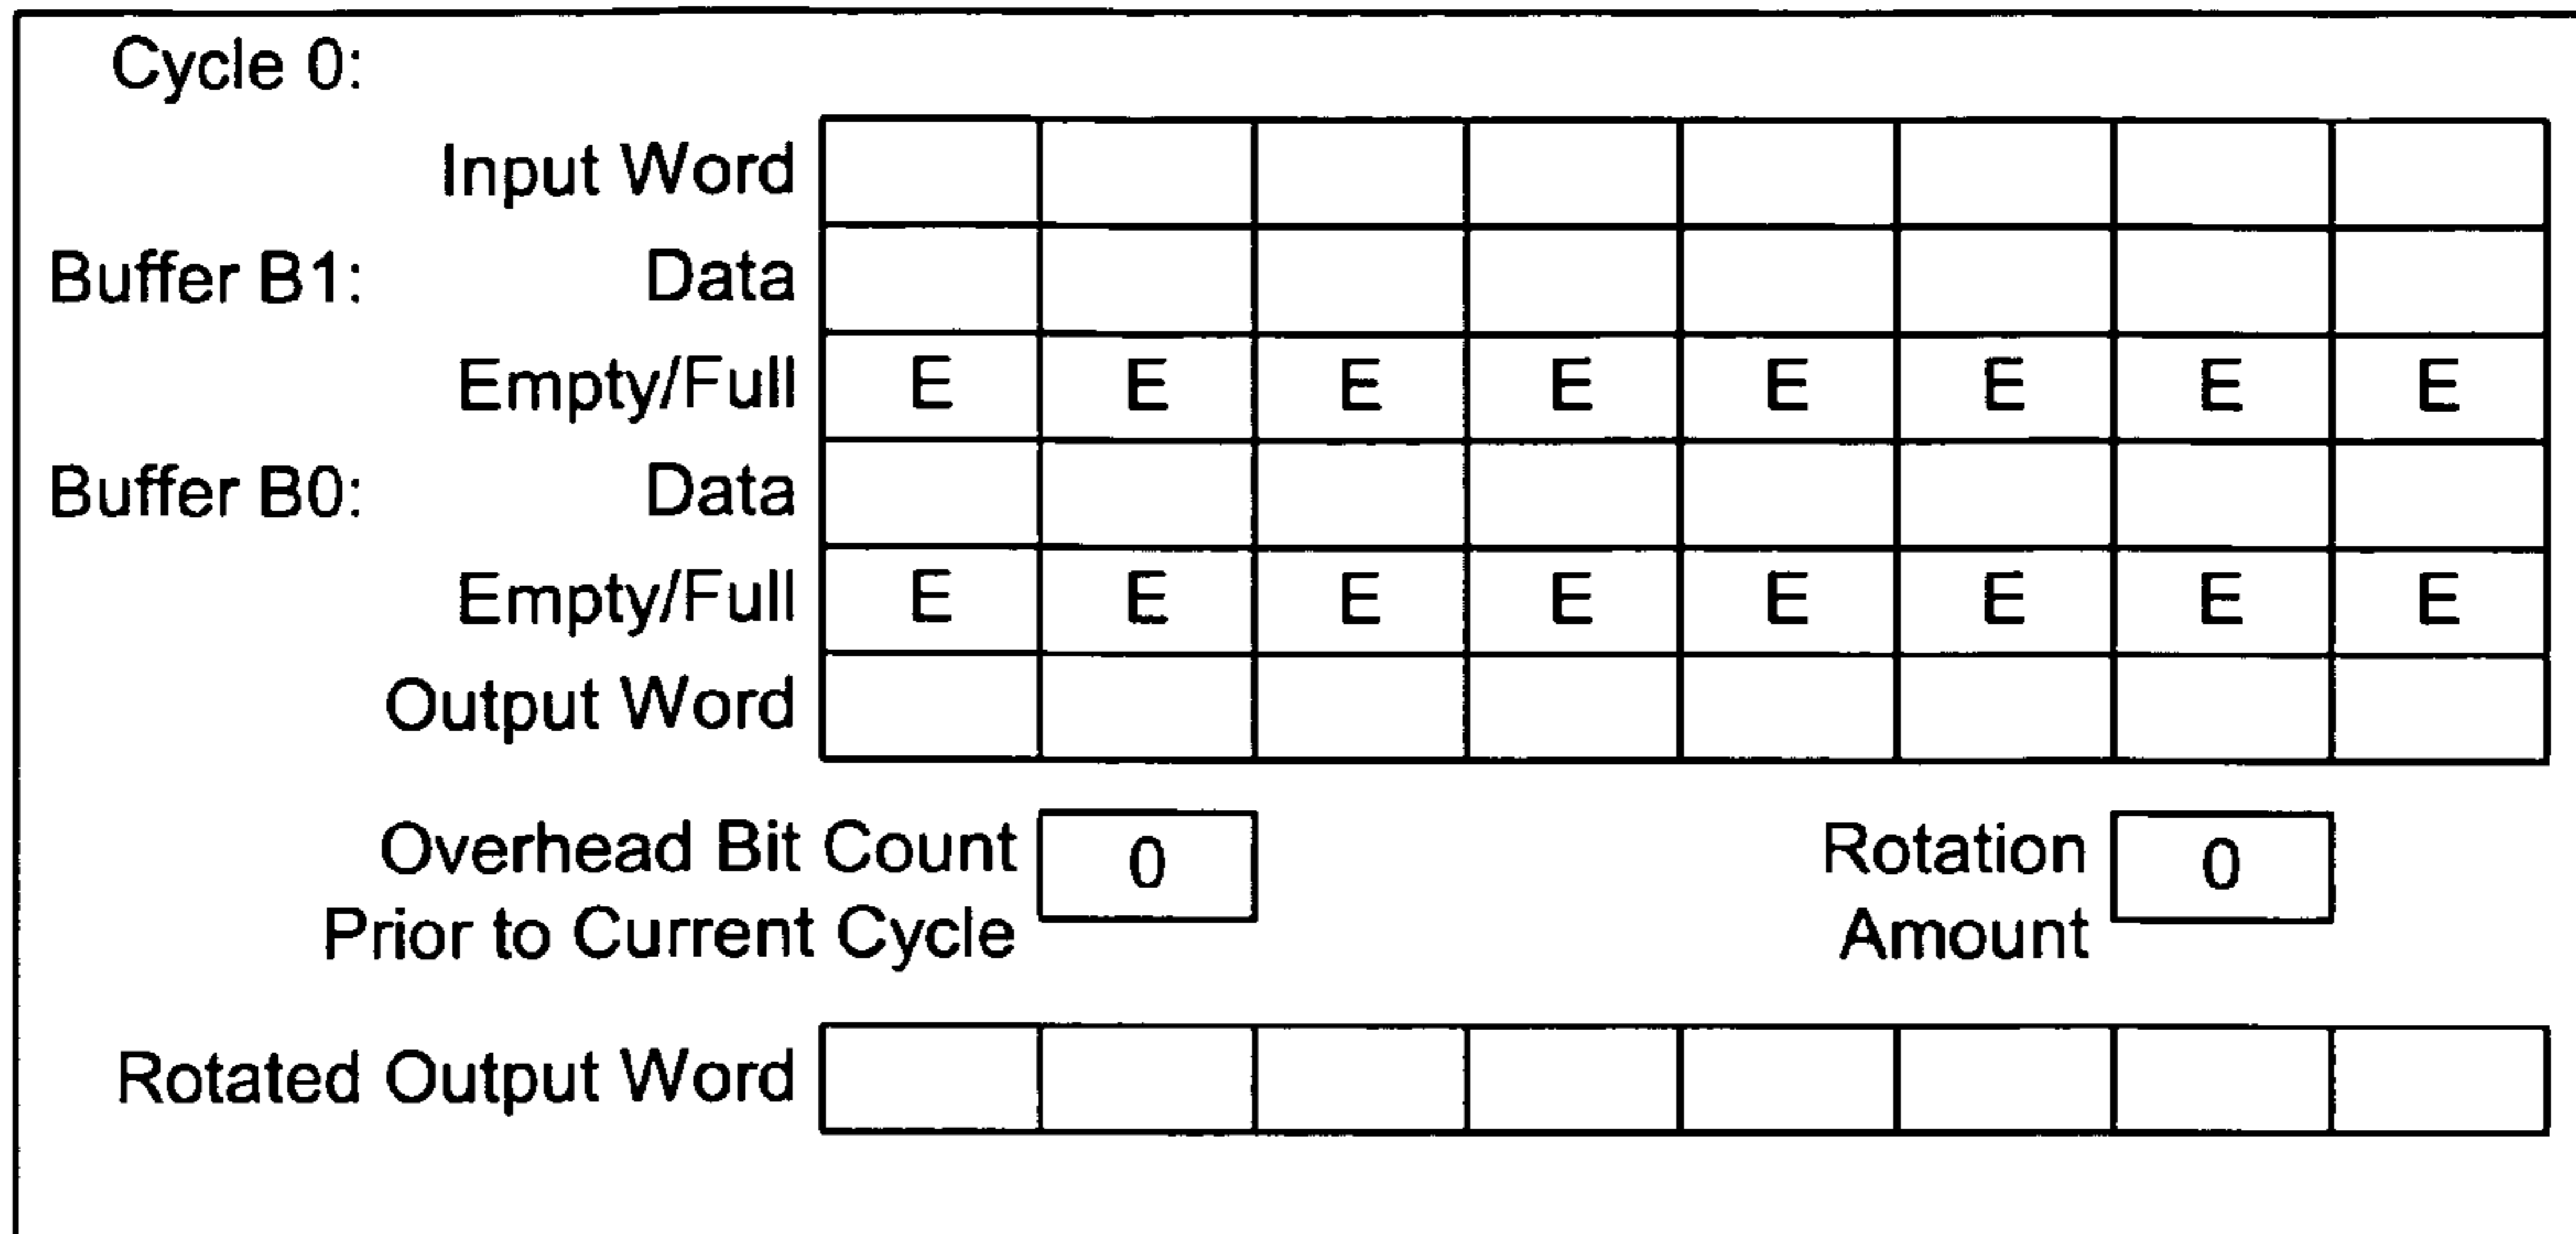 Cycle 0:
Input Word
Buffer B1: Data
Empty/Full E E E E E E E E
Buffer B0: Data
Empty/Full E E E E E E E E
Output Word
Overhead Bit Count 0
Prior to Current Cycle
Rotation 0
Amount
Rotated Output Word